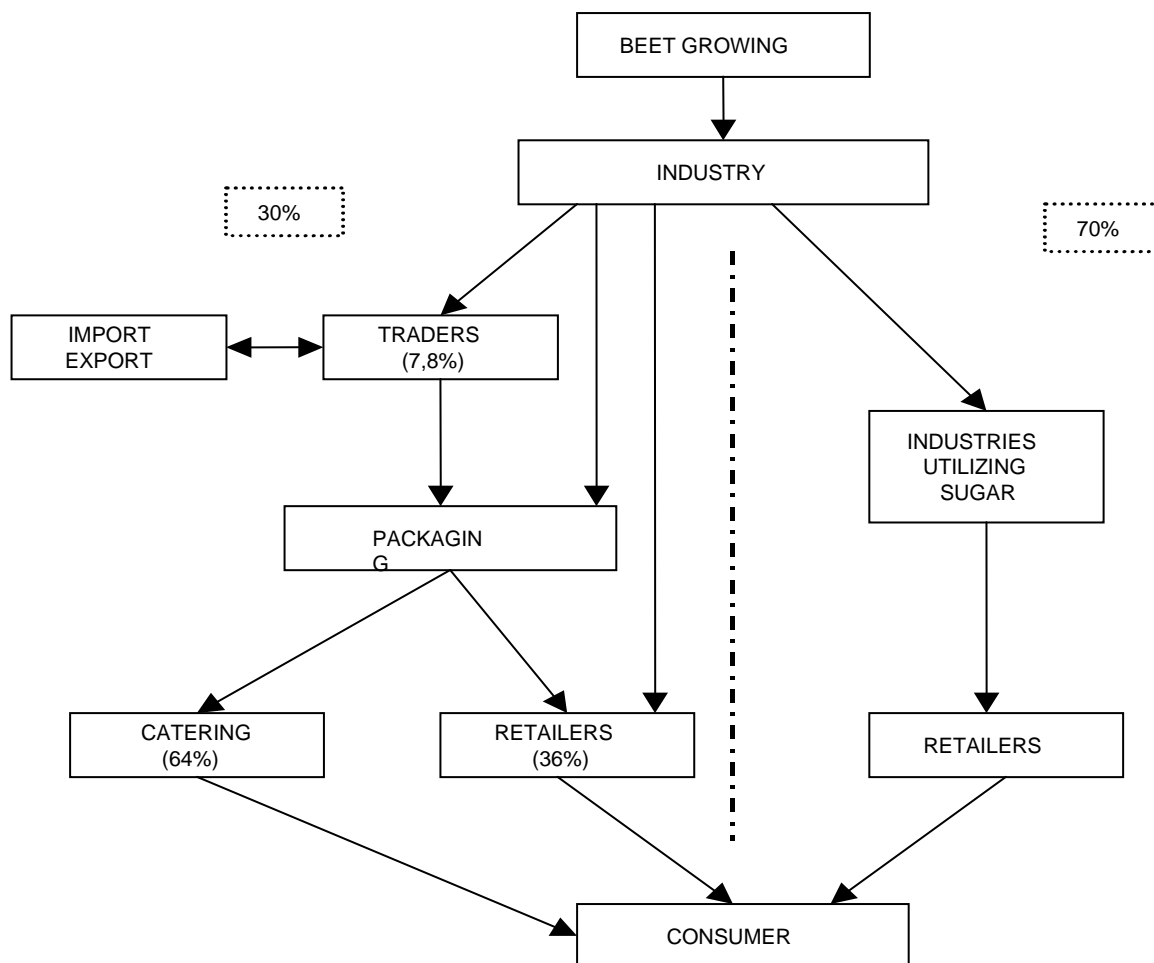 BEET GROWING
INDUSTRY
30%
70%
IMPORT
EXPORT
TRADERS
(7,8%)
INDUSTRIES
UTILIZING
SUGAR
PACKAGIN
G
CATERING
(64%)
RETAILERS
(36%)
RETAILERS
CONSUMER